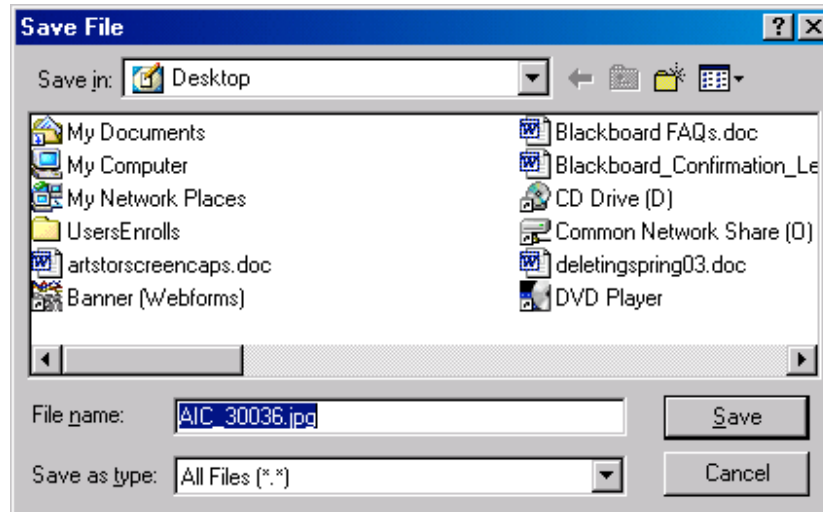 Save File
Save in: Desktop
My Documents
My Computer
My Network Places
UsersEnrolls
artstorscreencaps.doc
Banner (Webforms)
Blackboard FAQs.doc
Blackboard_Confirmation_Le
CD Drive (D)
Common Network Share (O)
deletingspring03.doc
DVD Player
File name: AIC_30036.jpg Save
Save as type: All Files (*.*) Cancel